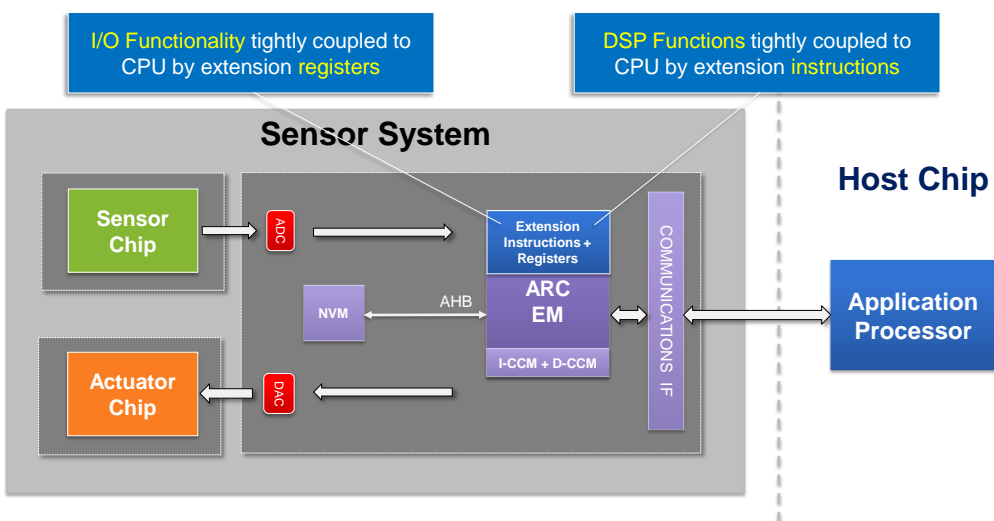 I/O Functionality tightly coupled to
CPU by extension registers
DSP Functions tightly coupled to
CPU by extension instructions
Sensor System
Host Chip
Sensor
Chip
ADC
Extension
Instructions +
Registers
ARC
EM
I-CCM + D-CCM
NVM
AHB
COMMUNICATIONS IF
Application
Processor
Actuator
Chip
DAC